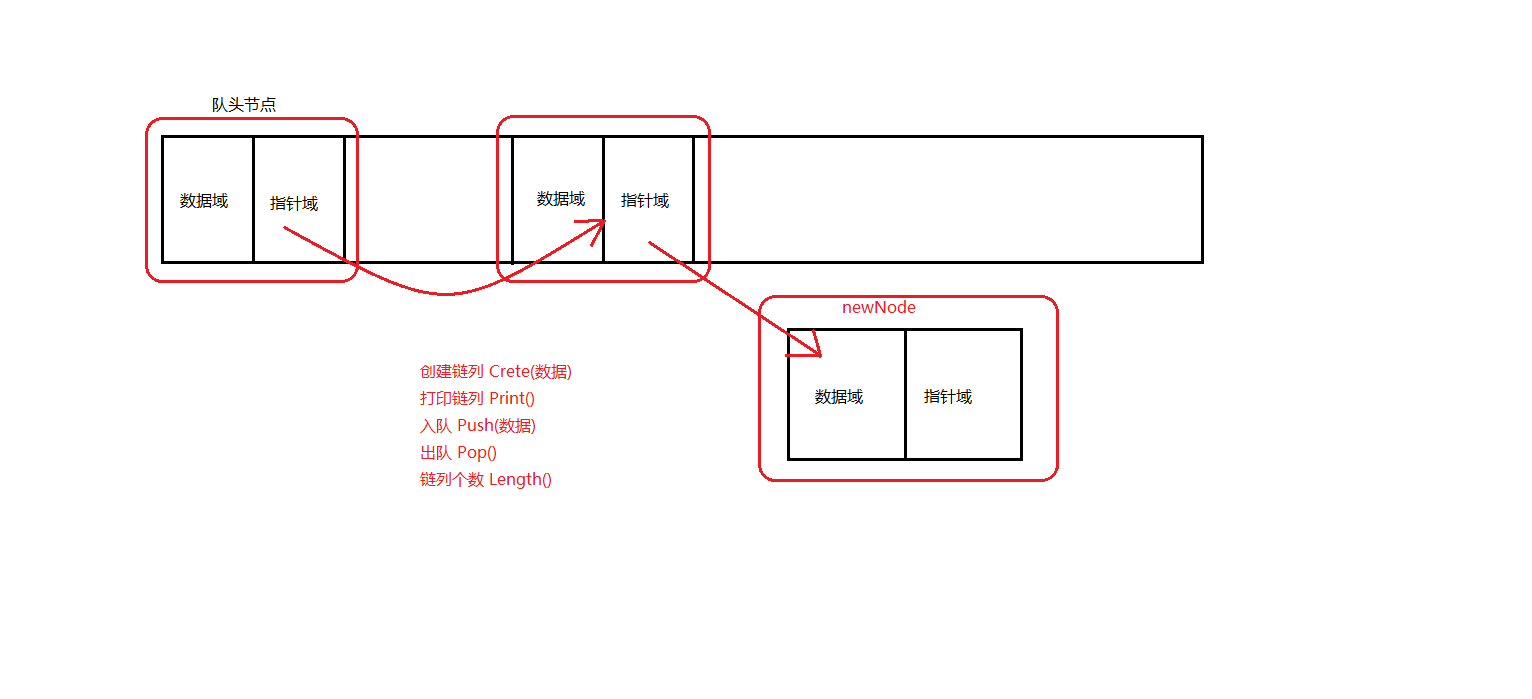 队头节点
数据域 指针域 数据域 指针域
newNode
数据域 指针域
创建链列 Crete(数据)
打印链列 Print()
入队 Push(数据)
出队 Pop()
链列个数 Length()